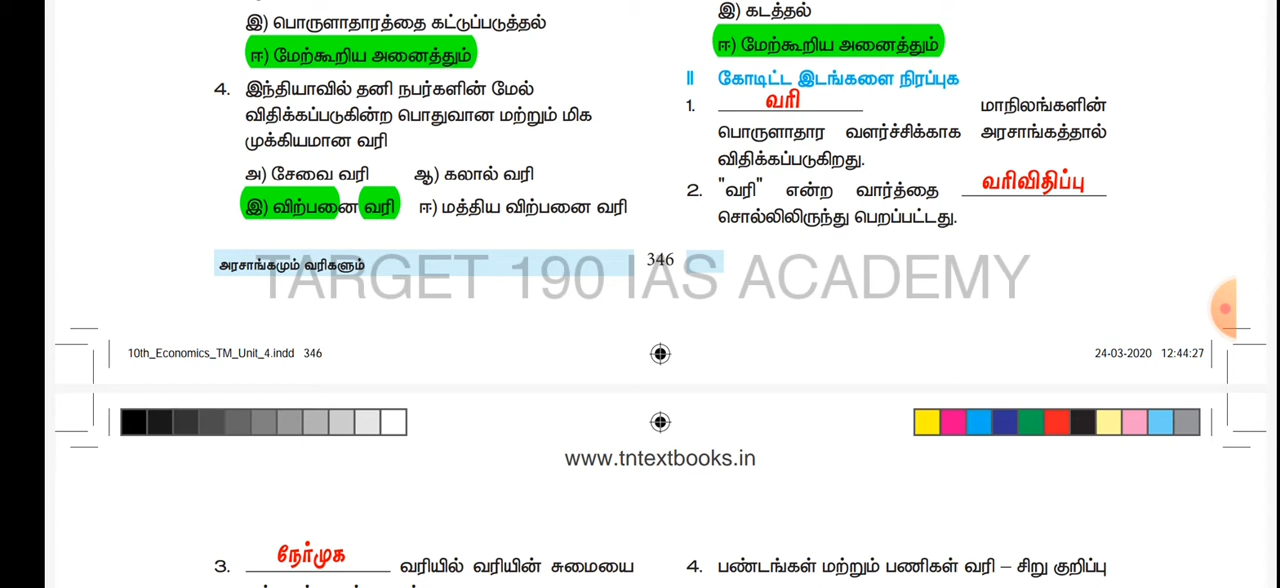 இ) பொருளாதாரத்தை கட்டுப்படுத்தல்
ஈ) மேற்கூறிய அனைத்தும்
4. இந்தியாவில் தனி நபர்களின் மேல்
விதிக்கப்படுகின்ற பொதுவான மற்றும் மிக
முக்கியமான வரி
அ) சேவை வரி ஆ) கலால் வரி
இ) விற்பனை வரி ஈ) மத்திய விற்பனை வரி
இ) கடத்தல்
ஈ) மேற்கூறிய அனைத்தும்
II கோடிட்ட இடங்களை நிரப்புக
1. வரி மாநிலங்களின்
பொருளாதார வளர்ச்சிக்காக அரசாங்கத்தால்
விதிக்கப்படுகிறது.
2. "வரி" என்ற வார்த்தை வரிவிதிப்பு
சொல்லிலிருந்து பெறப்பட்டது.
அரசாங்கமும் வரிகளும் 346
TARGET 190 IAS ACADEMY
10th_Economics_TM_Unit_4.indd 346 24-03-2020 12:44:27
www.tntextbooks.in
3. நேர்முக வரியில் வரியின் சுமையை
4. பண்டங்கள் மற்றும் பணிகள் வரி – சிறு குறிப்பு